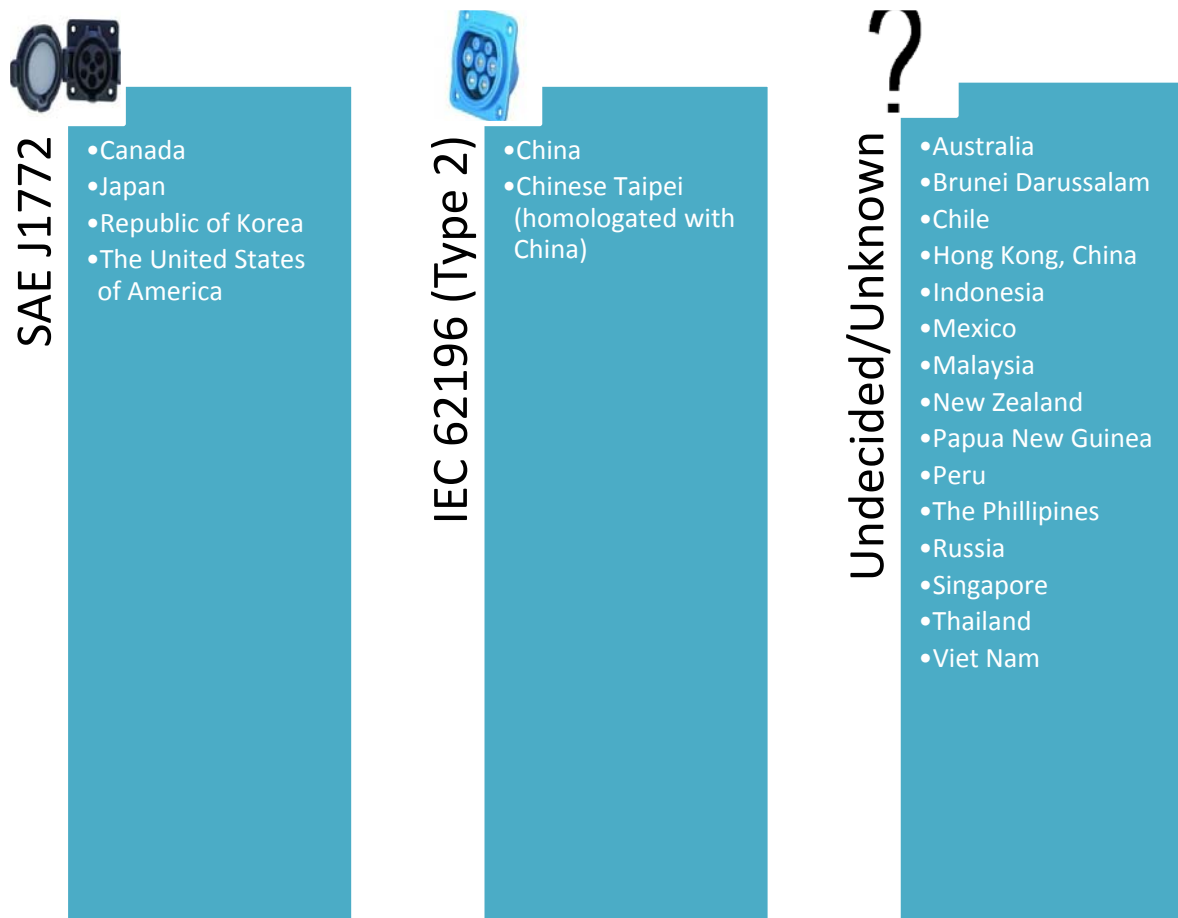 SAE J1772
•Canada
•Japan
•Republic of Korea
•The United States
of America
IEC 62196 (Type 2)
•China
•Chinese Taipei
(homologated with
China)
?
Undecided/Unknown
•Australia
•Brunei Darussalam
•Chile
•Hong Kong, China
•Indonesia
•Mexico
•Malaysia
•New Zealand
•Papua New Guinea
•Peru
•The Phillipines
•Russia
•Singapore
•Thailand
•Viet Nam